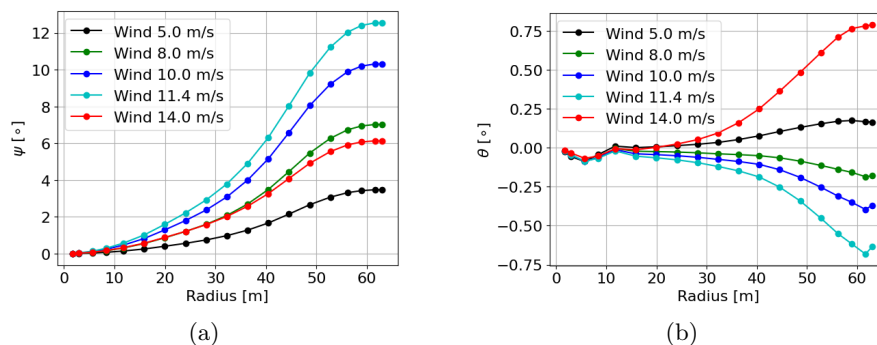 12
10
8
6
4
2
0
ψ [∘]
Wind 5.0 m/s
Wind 8.0 m/s
Wind 10.0 m/s
Wind 11.4 m/s
Wind 14.0 m/s
0 10 20 30 40 50 60
Radius [m]
(a)
0.75
0.50
0.25
0.00
−0.25
−0.50
−0.75
θ [∘]
Wind 5.0 m/s
Wind 8.0 m/s
Wind 10.0 m/s
Wind 11.4 m/s
Wind 14.0 m/s
0 10 20 30 40 50 60
Radius [m]
(b)